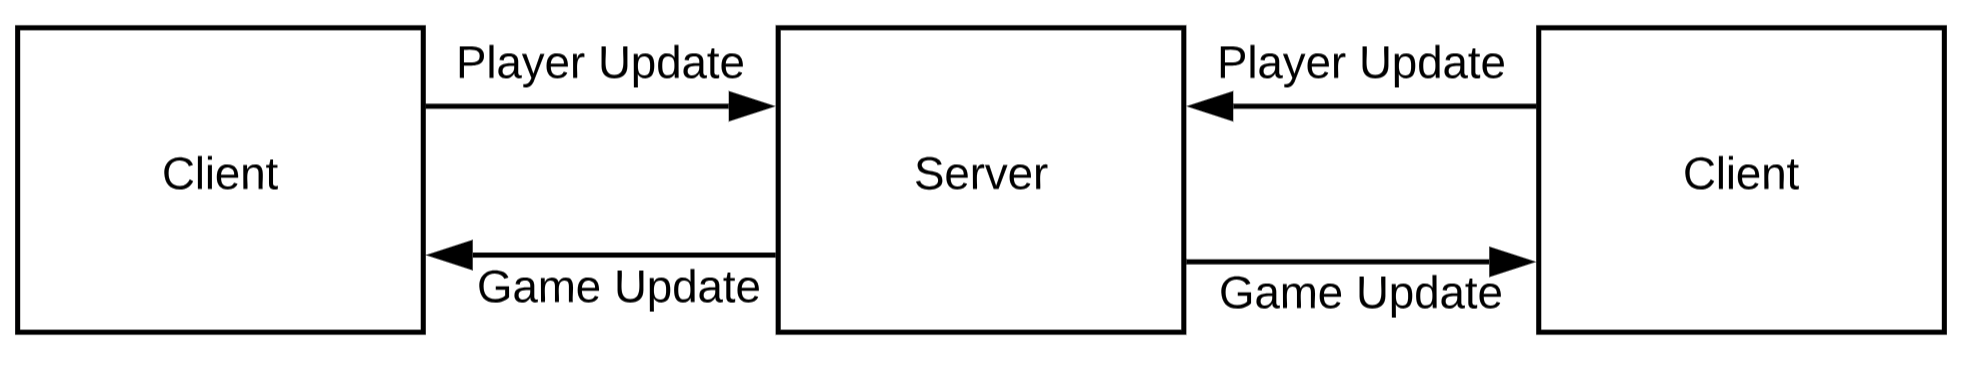 Player Update
Player Update
Client
Server
Client
Game Update
Game Update